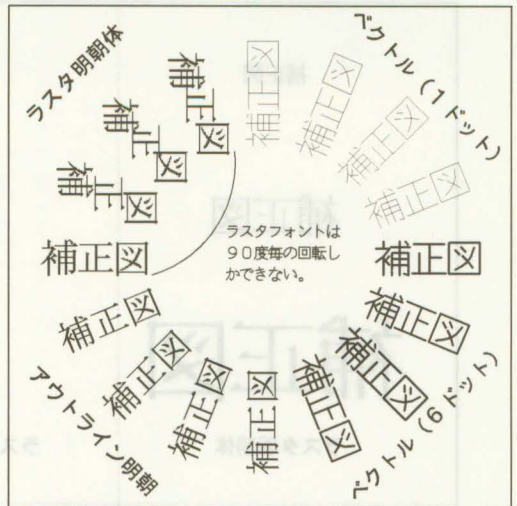 ラスタ明朝体
補正図
補正図
補正図
補正図
補正図
補正図
補正図
ベクトル(1ドット)
ラスタフォントは
90度毎の回転し
かできない。
補正図
補正図
補正図
補正図
補正図
補正図
アウトライン明朝
補正図
補正図
補正図
ベクトル(6ドット)